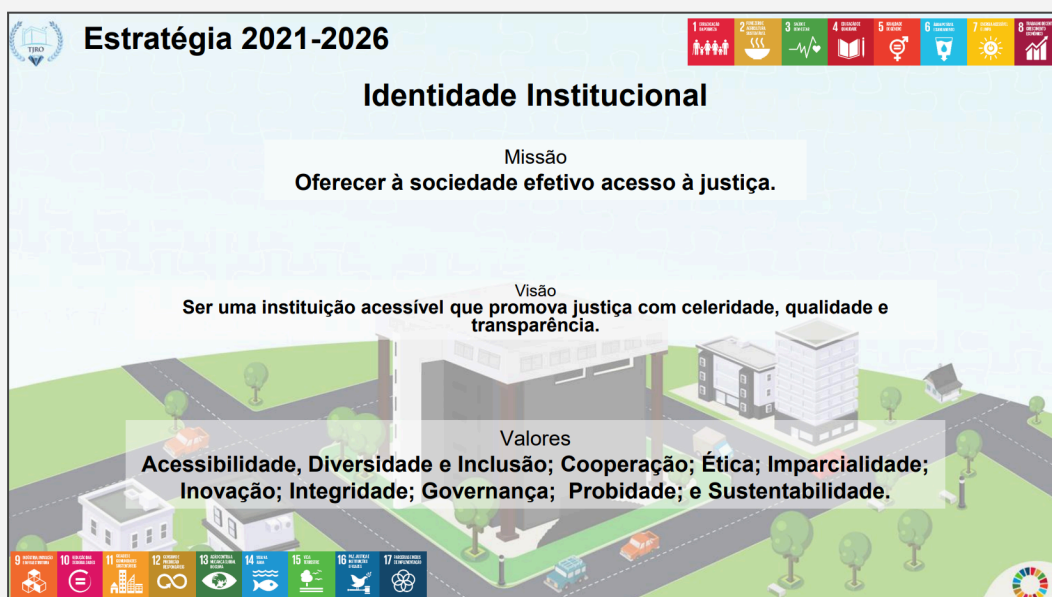 TJRO
Estratégia 2021-2026
1
2
3
4
5
6
7
8
Identidade Institucional
Missão
Oferecer à sociedade efetivo acesso à justiça.
Visão
Ser uma instituição acessível que promova justiça com celeridade, qualidade e
transparência.
Valores
Acessibilidade, Diversidade e Inclusão; Cooperação; Ética; Imparcialidade;
Inovação; Integridade; Governança; Probidade; e Sustentabilidade.
9
10
11
12
13
14
15
16
17